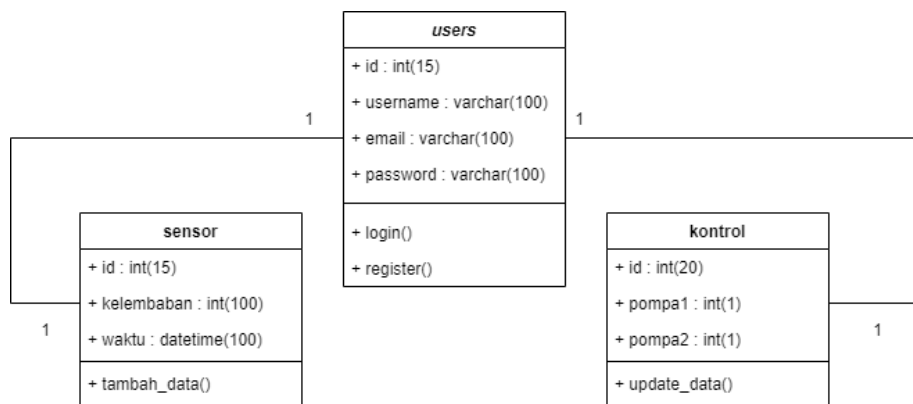 users
+ id : int(15)
+ username : varchar(100)
+ email : varchar(100)
+ password : varchar(100)
+ login()
+ register()
1
1
sensor
+ id : int(15)
+ kelembaban : int(100)
+ waktu : datetime(100)
+ tambah_data()
1
kontrol
+ id : int(20)
+ pompa1 : int(1)
+ pompa2 : int(1)
+ update_data()
1